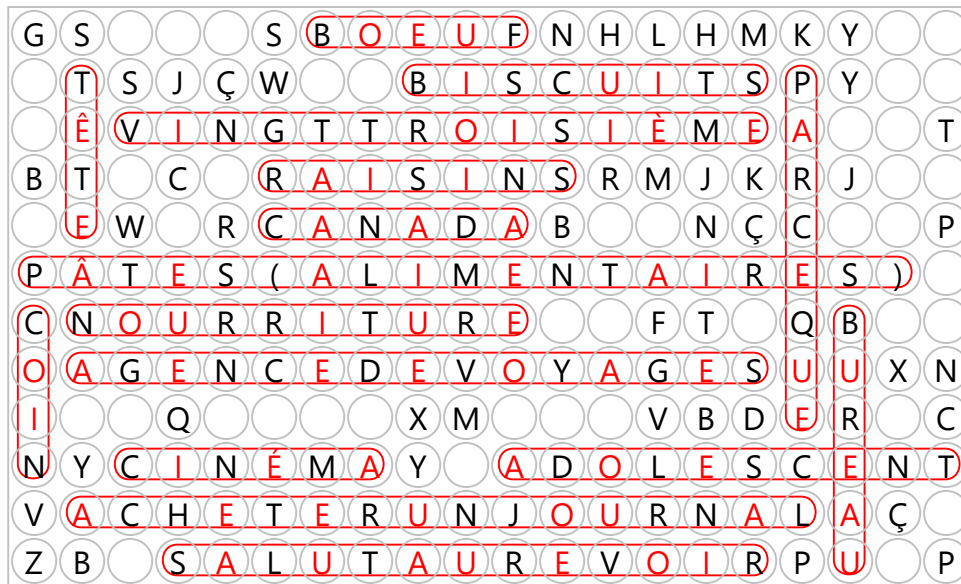 G S S B O E U F N H L H M K Y
T S J Ç W B I S C U I T S P Y
Ê V I N G T T R O I S I È M E A T
B T C R A I S I N S R M J K R J
E W R C A N A D A B N Ç C P
P Â T E S ( A L I M E N T A I R E S )
C N O U R R I T U R E F T Q B
O A G E N C E D E V O Y A G E S U U X N
I Q X M V B D E R C
N Y C I N É M A Y A D O L E S C E N T
V A C H E T E R U N J O U R N A L A Ç
Z B S A L U T A U R E V O I R P U P